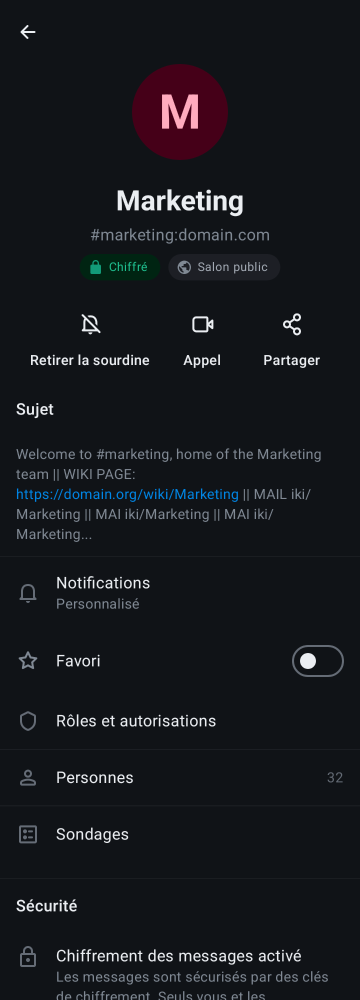 M
Marketing
#marketing:domain.com
Chiffré
Salon public
Retirer la sourdine
Appel
Partager
Sujet
Welcome to #marketing, home of the Marketing
team || WIKI PAGE:
https://domain.org/wiki/Marketing || MAIL iki/
Marketing || MAI iki/Marketing || MAI iki/
Marketing...
Notifications
Personnalisé
Favori
Rôles et autorisations
Personnes 32
Sondages
Sécurité
Chiffrement des messages activé
Les messages sont sécurisés par des clés
de chiffrement. Seuls vous et les